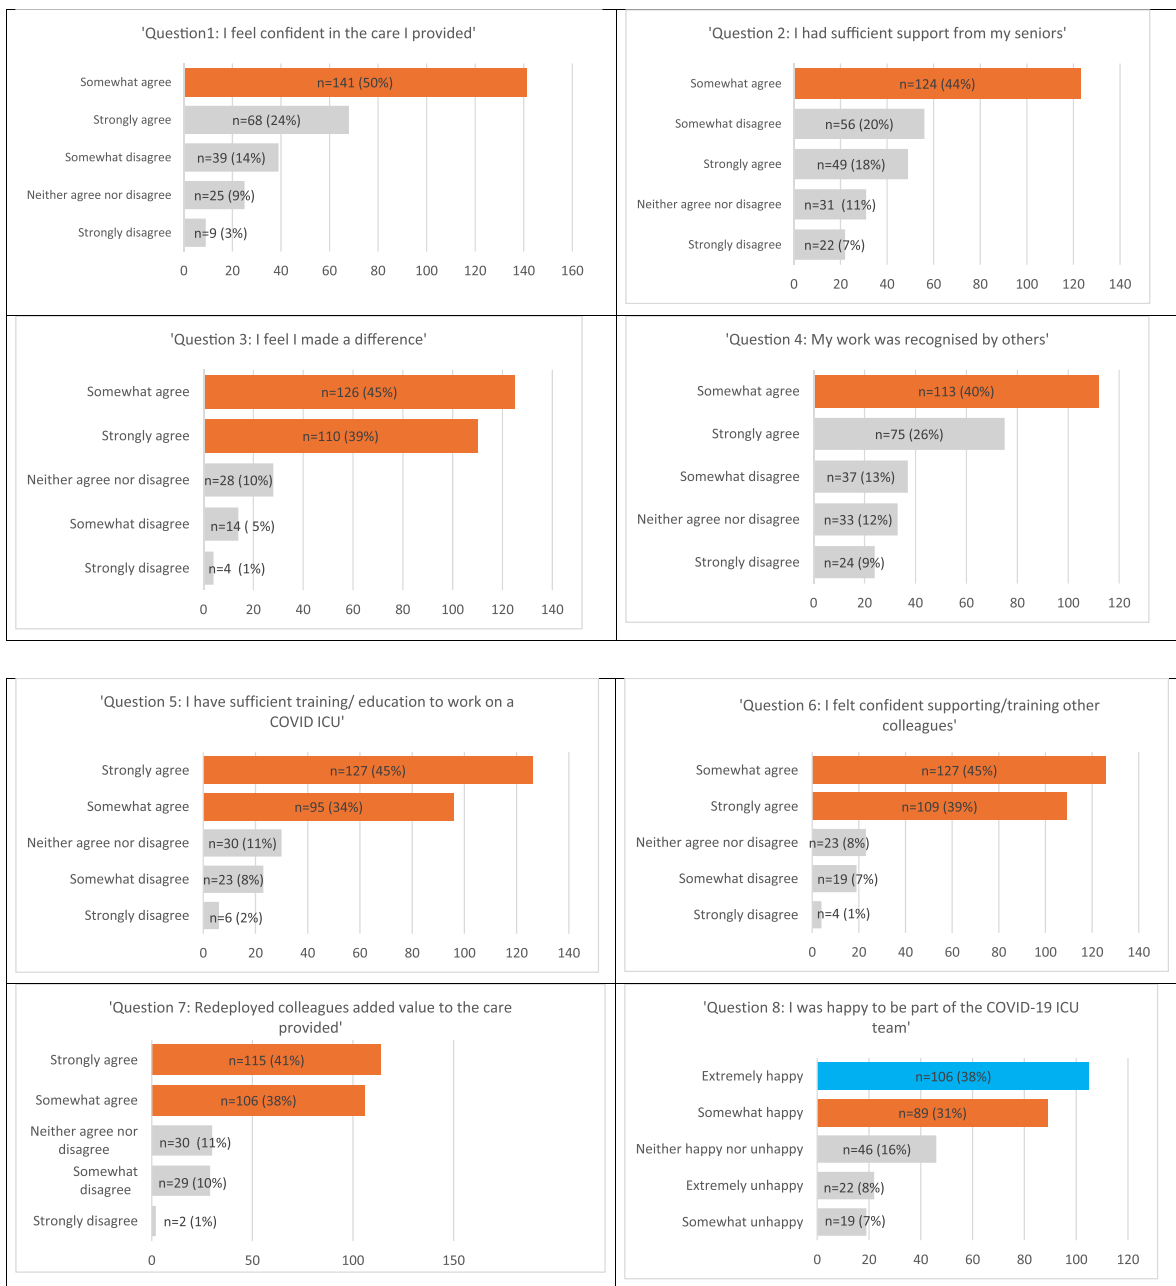 'Question1: I feel confident in the care I provided'
Somewhat agree
n=141 (50%)
Strongly agree
n=68 (24%)
Somewhat disagree
n=39 (14%)
Neither agree nor disagree
n=25 (9%)
Strongly disagree
n=9 (3%)
0 20 40 60 80 100 120 140 160
'Question 2: I had sufficient support from my seniors'
Somewhat agree
n=124 (44%)
Somewhat disagree
n=56 (20%)
Strongly agree
n=49 (18%)
Neither agree nor disagree
n=31 (11%)
Strongly disagree
n=22 (7%)
0 20 40 60 80 100 120 140
'Question 3: I feel I made a difference'
Somewhat agree
n=126 (45%)
Strongly agree
n=110 (39%)
Neither agree nor disagree
n=28 (10%)
Somewhat disagree
n=14 ( 5%)
Strongly disagree
n=4 (1%)
0 20 40 60 80 100 120 140
'Question 4: My work was recognised by others'
Somewhat agree
n=113 (40%)
Strongly agree
n=75 (26%)
Somewhat disagree
n=37 (13%)
Neither agree nor disagree
n=33 (12%)
Strongly disagree
n=24 (9%)
0 20 40 60 80 100 120
'Question 5: I have sufficient training/ education to work on a
COVID ICU'
Strongly agree
n=127 (45%)
Somewhat agree
n=95 (34%)
Neither agree nor disagree
n=30 (11%)
Somewhat disagree
n=23 (8%)
Strongly disagree
n=6 (2%)
0 20 40 60 80 100 120 140
'Question 6: I felt confident supporting/training other
colleagues'
Somewhat agree
n=127 (45%)
Strongly agree
n=109 (39%)
Neither agree nor disagree
n=23 (8%)
Somewhat disagree
n=19 (7%)
Strongly disagree
n=4 (1%)
0 20 40 60 80 100 120 140
'Question 7: Redeployed colleagues added value to the care
provided'
Strongly agree
n=115 (41%)
Somewhat agree
n=106 (38%)
Neither agree nor
disagree
n=30 (11%)
Somewhat
disagree
n=29 (10%)
Strongly disagree
n=2 (1%)
0 50 100 150
'Question 8: I was happy to be part of the COVID-19 ICU
team'
Extremely happy
n=106 (38%)
Somewhat happy
n=89 (31%)
Neither happy nor unhappy
n=46 (16%)
Extremely unhappy
n=22 (8%)
Somewhat unhappy
n=19 (7%)
0 20 40 60 80 100 120